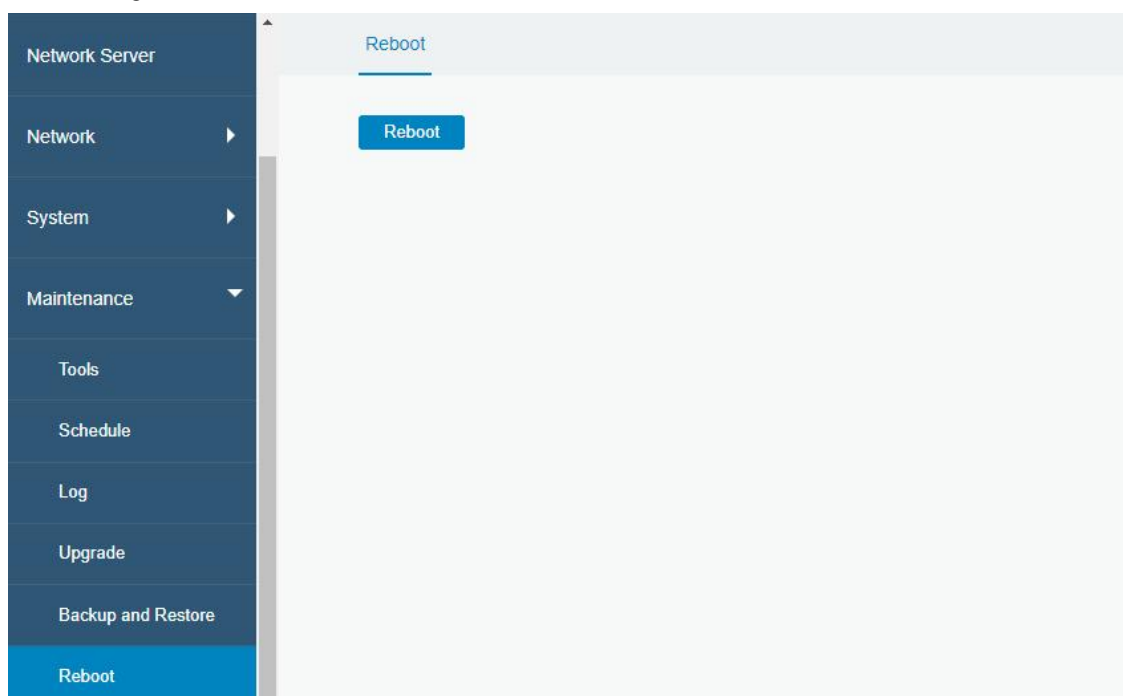 Network Server
Network
System
Maintenance
Tools
Schedule
Log
Upgrade
Backup and Restore
Reboot
Reboot
Reboot